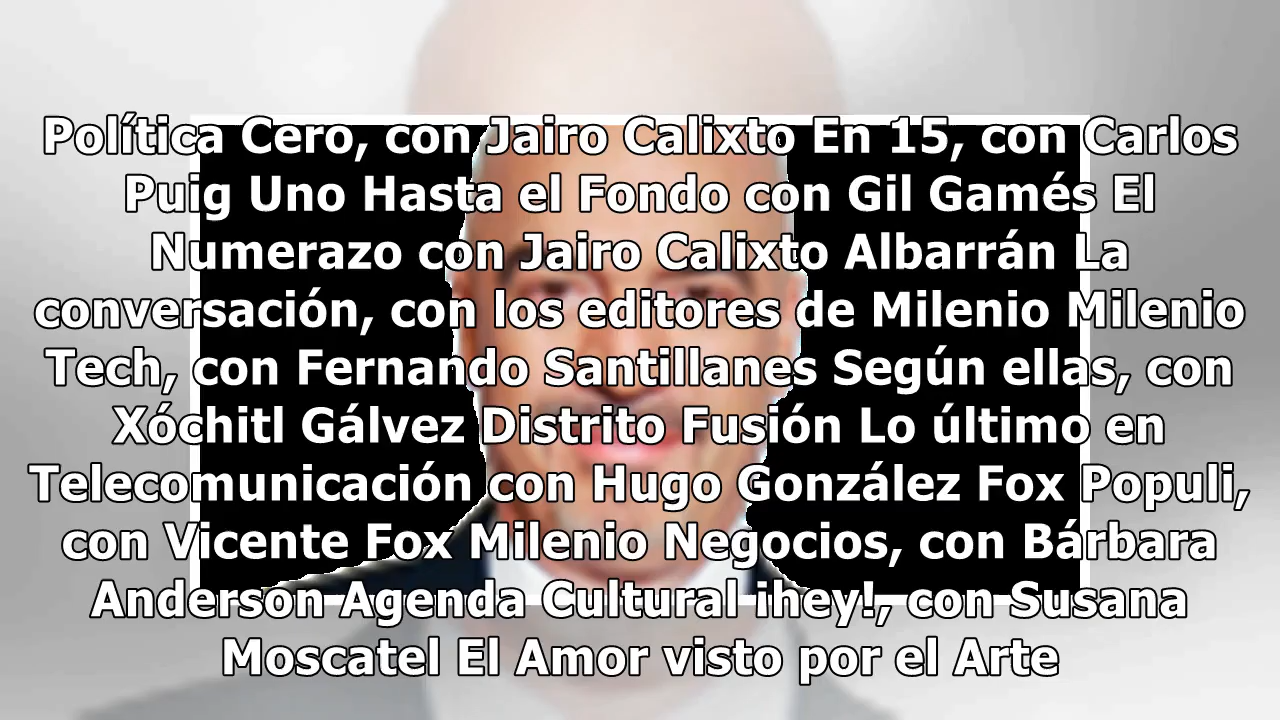 Política Cero, con Jairo Calixto En 15, con Carlos
Puig Uno Hasta el Fondo con Gil Gamés El
Numerazo con Jairo Calixto Albarrán La
conversación, con los editores de Milenio Milenio
Tech, con Fernando Santillanes Según ellas, con
Xóchitl Gálvez Distrito Fusión Lo último en
Telecomunicación con Hugo González Fox Populi,
con Vicente Fox Milenio Negocios, con Bárbara
Anderson Agenda Cultural ihey!, con Susana
Moscatel El Amor visto por el Arte